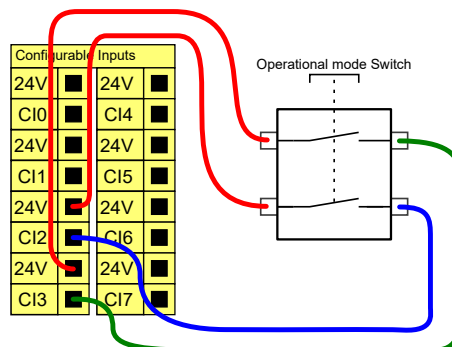 Configurable Inputs
Operational mode Switch
24V 24V
CI0 CI4
24V 24V
CI1 CI5
24V 24V
CI2 CI6
24V 24V
CI3 CI7